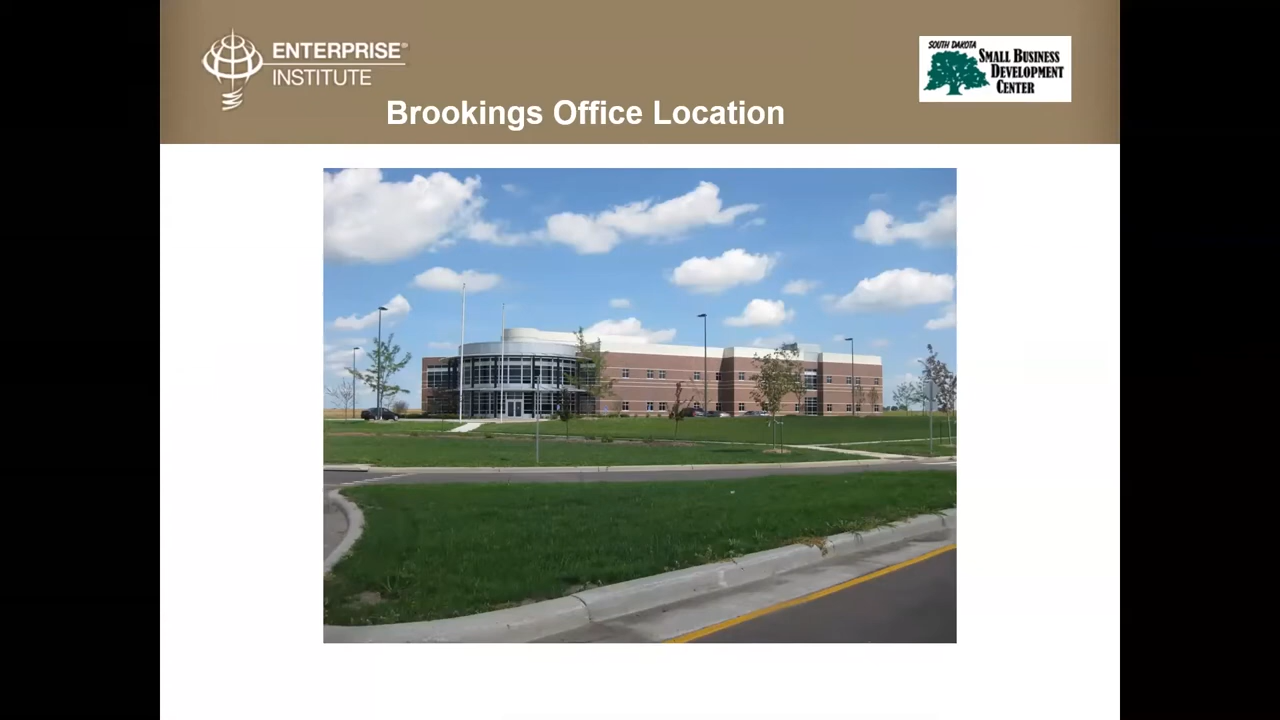 ENTERPRISE®
INSTITUTE
SOUTH DAKOTA
SMALL BUSINESS
DEVELOPMENT
CENTER
Brookings Office Location